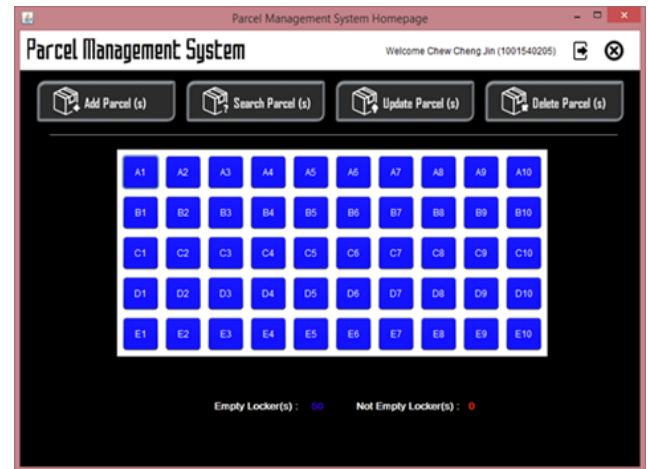 Parcel Management System Homepage
Parcel Management System Welcome Chew Cheng Jin (1001540205)
Add Parcel (s) Search Parcel (s) Update Parcel (s) Delete Parcel (s)
A1 A2 A3 A4 A5 A6 A7 A8 A9 A10
B1 B2 B3 B4 B5 B6 B7 B8 B9 B10
C1 C2 C3 C4 C5 C6 C7 C8 C9 C10
D1 D2 D3 D4 D5 D6 D7 D8 D9 D10
E1 E2 E3 E4 E5 E6 E7 E8 E9 E10
Empty Locker(s) : 50 Not Empty Locker(s) : 0